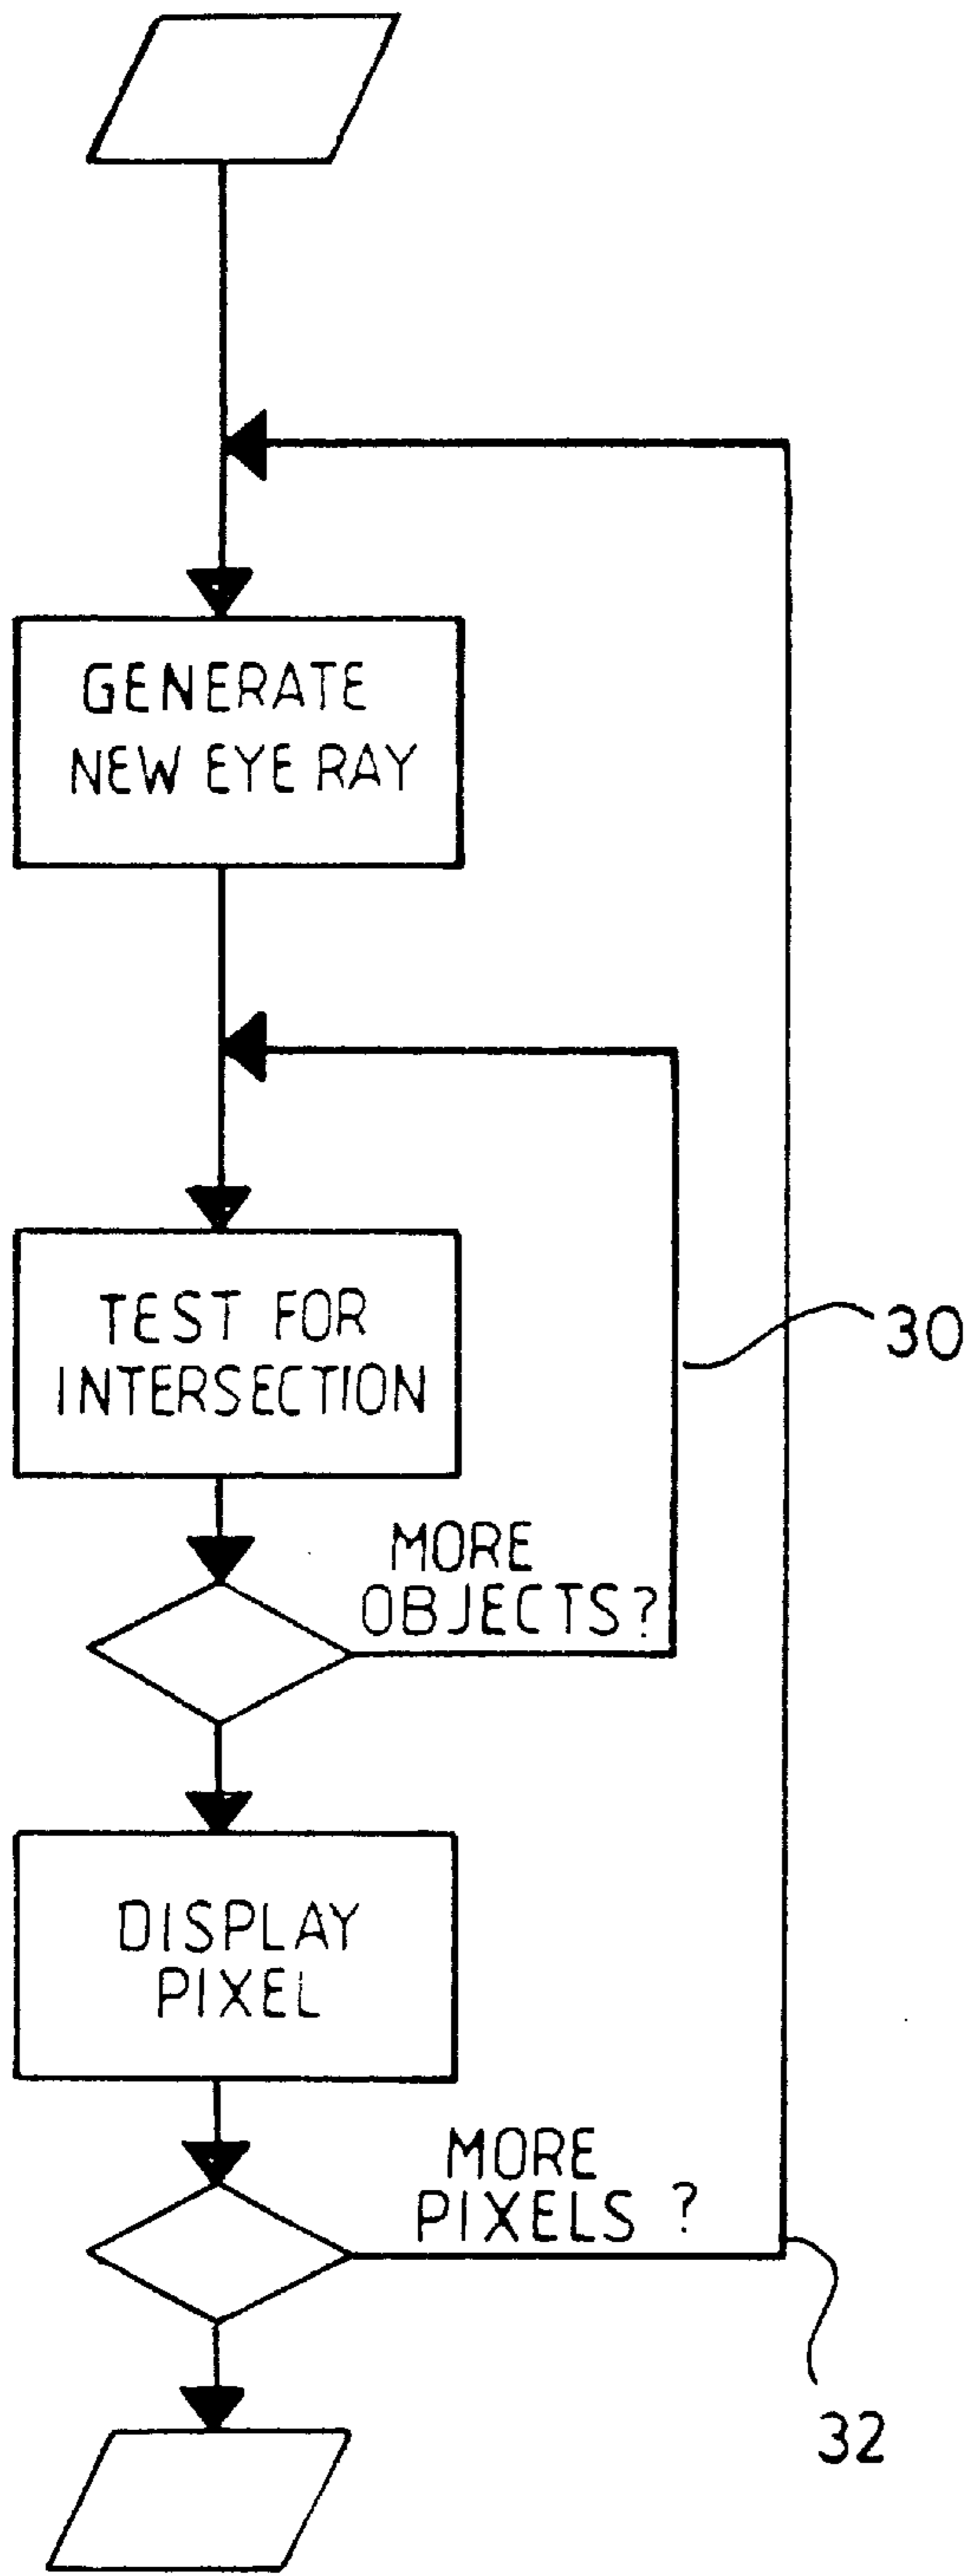 GENERATE
NEW EYE RAY
TEST FOR
INTERSECTION
30
MORE
OBJECTS?
DISPLAY
PIXEL
MORE
PIXELS ?
32